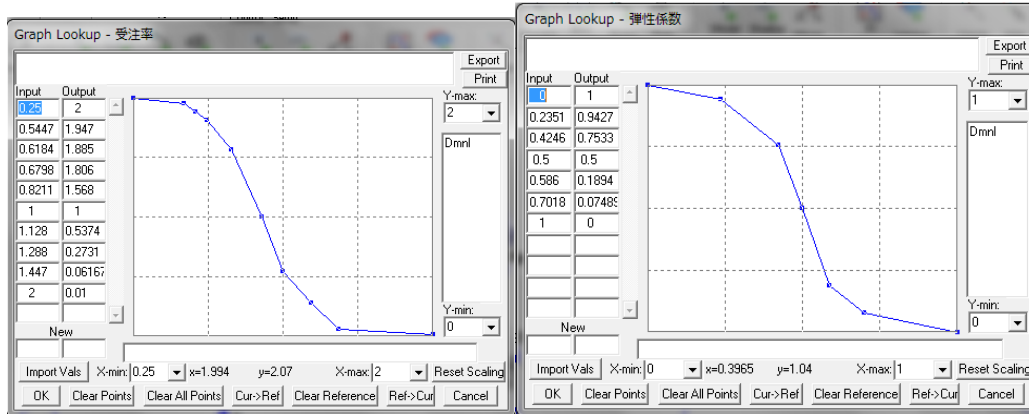 Graph Lookup - 受注率
Export
Print
Input Output
Y-max:
0.25 2
2
0.5447 1.947
Dmnl
0.6184 1.885
0.6798 1.806
0.8211 1.568
1 1
1.128 0.5374
1.288 0.2731
1.447 0.06167
2 0.01
Y-min:
0
New
Import Vals X-min: 0.25 x=1.994 y=2.07 X-max: 2 Reset Scaling
OK Clear Points Clear All Points Cur->Ref Clear Reference Ref->Cur Cancel
Graph Lookup - 弾性係数
Export
Print
Input Output
Y-max:
0 1
1
0.2351 0.9427
Dmnl
0.4246 0.7533
0.5 0.5
0.586 0.1894
0.7018 0.0748
1 0
Y-min:
0
New
Import Vals X-min: 0 x=0.3965 y=1.04 X-max: 1 Reset Scaling
OK Clear Points Clear All Points Cur->Ref Clear Reference Ref->Cur Cancel